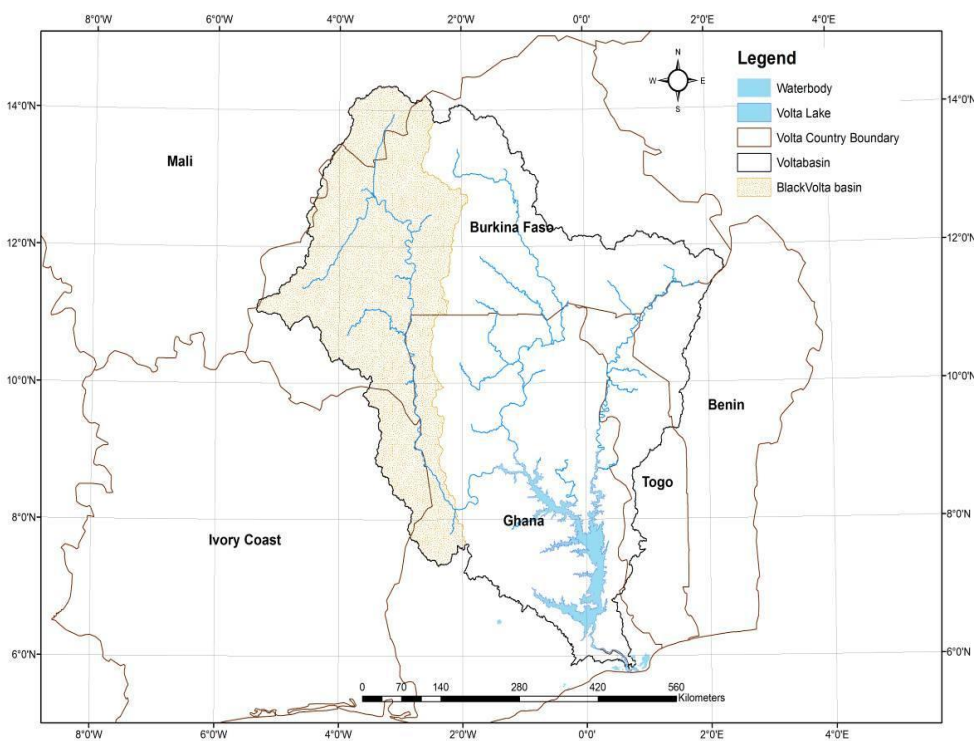 8°0'W 6°0'W 4°0'W 2°0'W 0°0'W 2°0'E 4°0'E
N
W E
S
Legend
Waterbody
Volta Lake
Volta Country Boundary
Voltabasin
BlackVolta basin
14°0'N 14°0'N
Mali
Burkina Faso
12°0'N 12°0'N
10°0'N 10°0'N
Benin
Togo
8°0'N 8°0'N
Ghana
Ivory Coast
6°0'N 6°0'N
0 70 140 280 420 560
Kilometers
8°0'W 6°0'W 4°0'W 2°0'W 0°0' 2°0'E 4°0'E